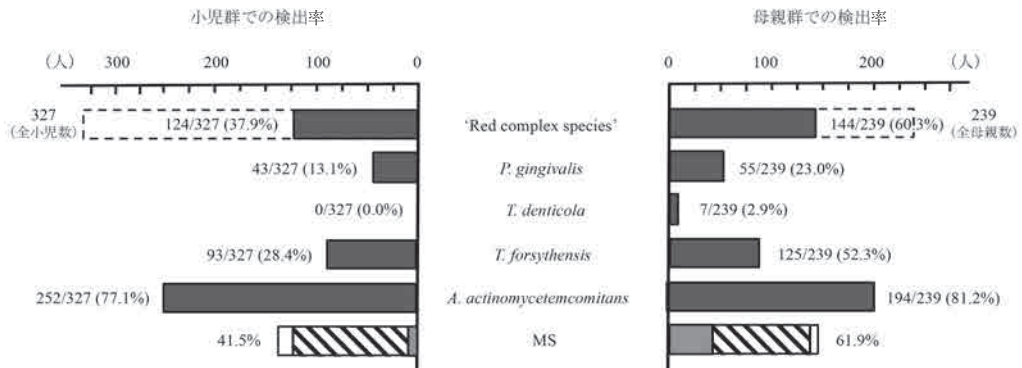 小児群での検出率
母親群での検出率
(人) 300 200 100 0
0 100 200 (人)
327
(全小児数)
124/327 (37.9%)
'Red complex species'
144/239 (60.3%)
239
(全母親数)
43/327 (13.1%)
P. gingivalis
55/239 (23.0%)
0/327 (0.0%)
T. denticola
7/239 (2.9%)
93/327 (28.4%)
T. forsythensis
125/239 (52.3%)
252/327 (77.1%)
A. actinomycetemcomitans
194/239 (81.2%)
41.5%
MS
61.9%